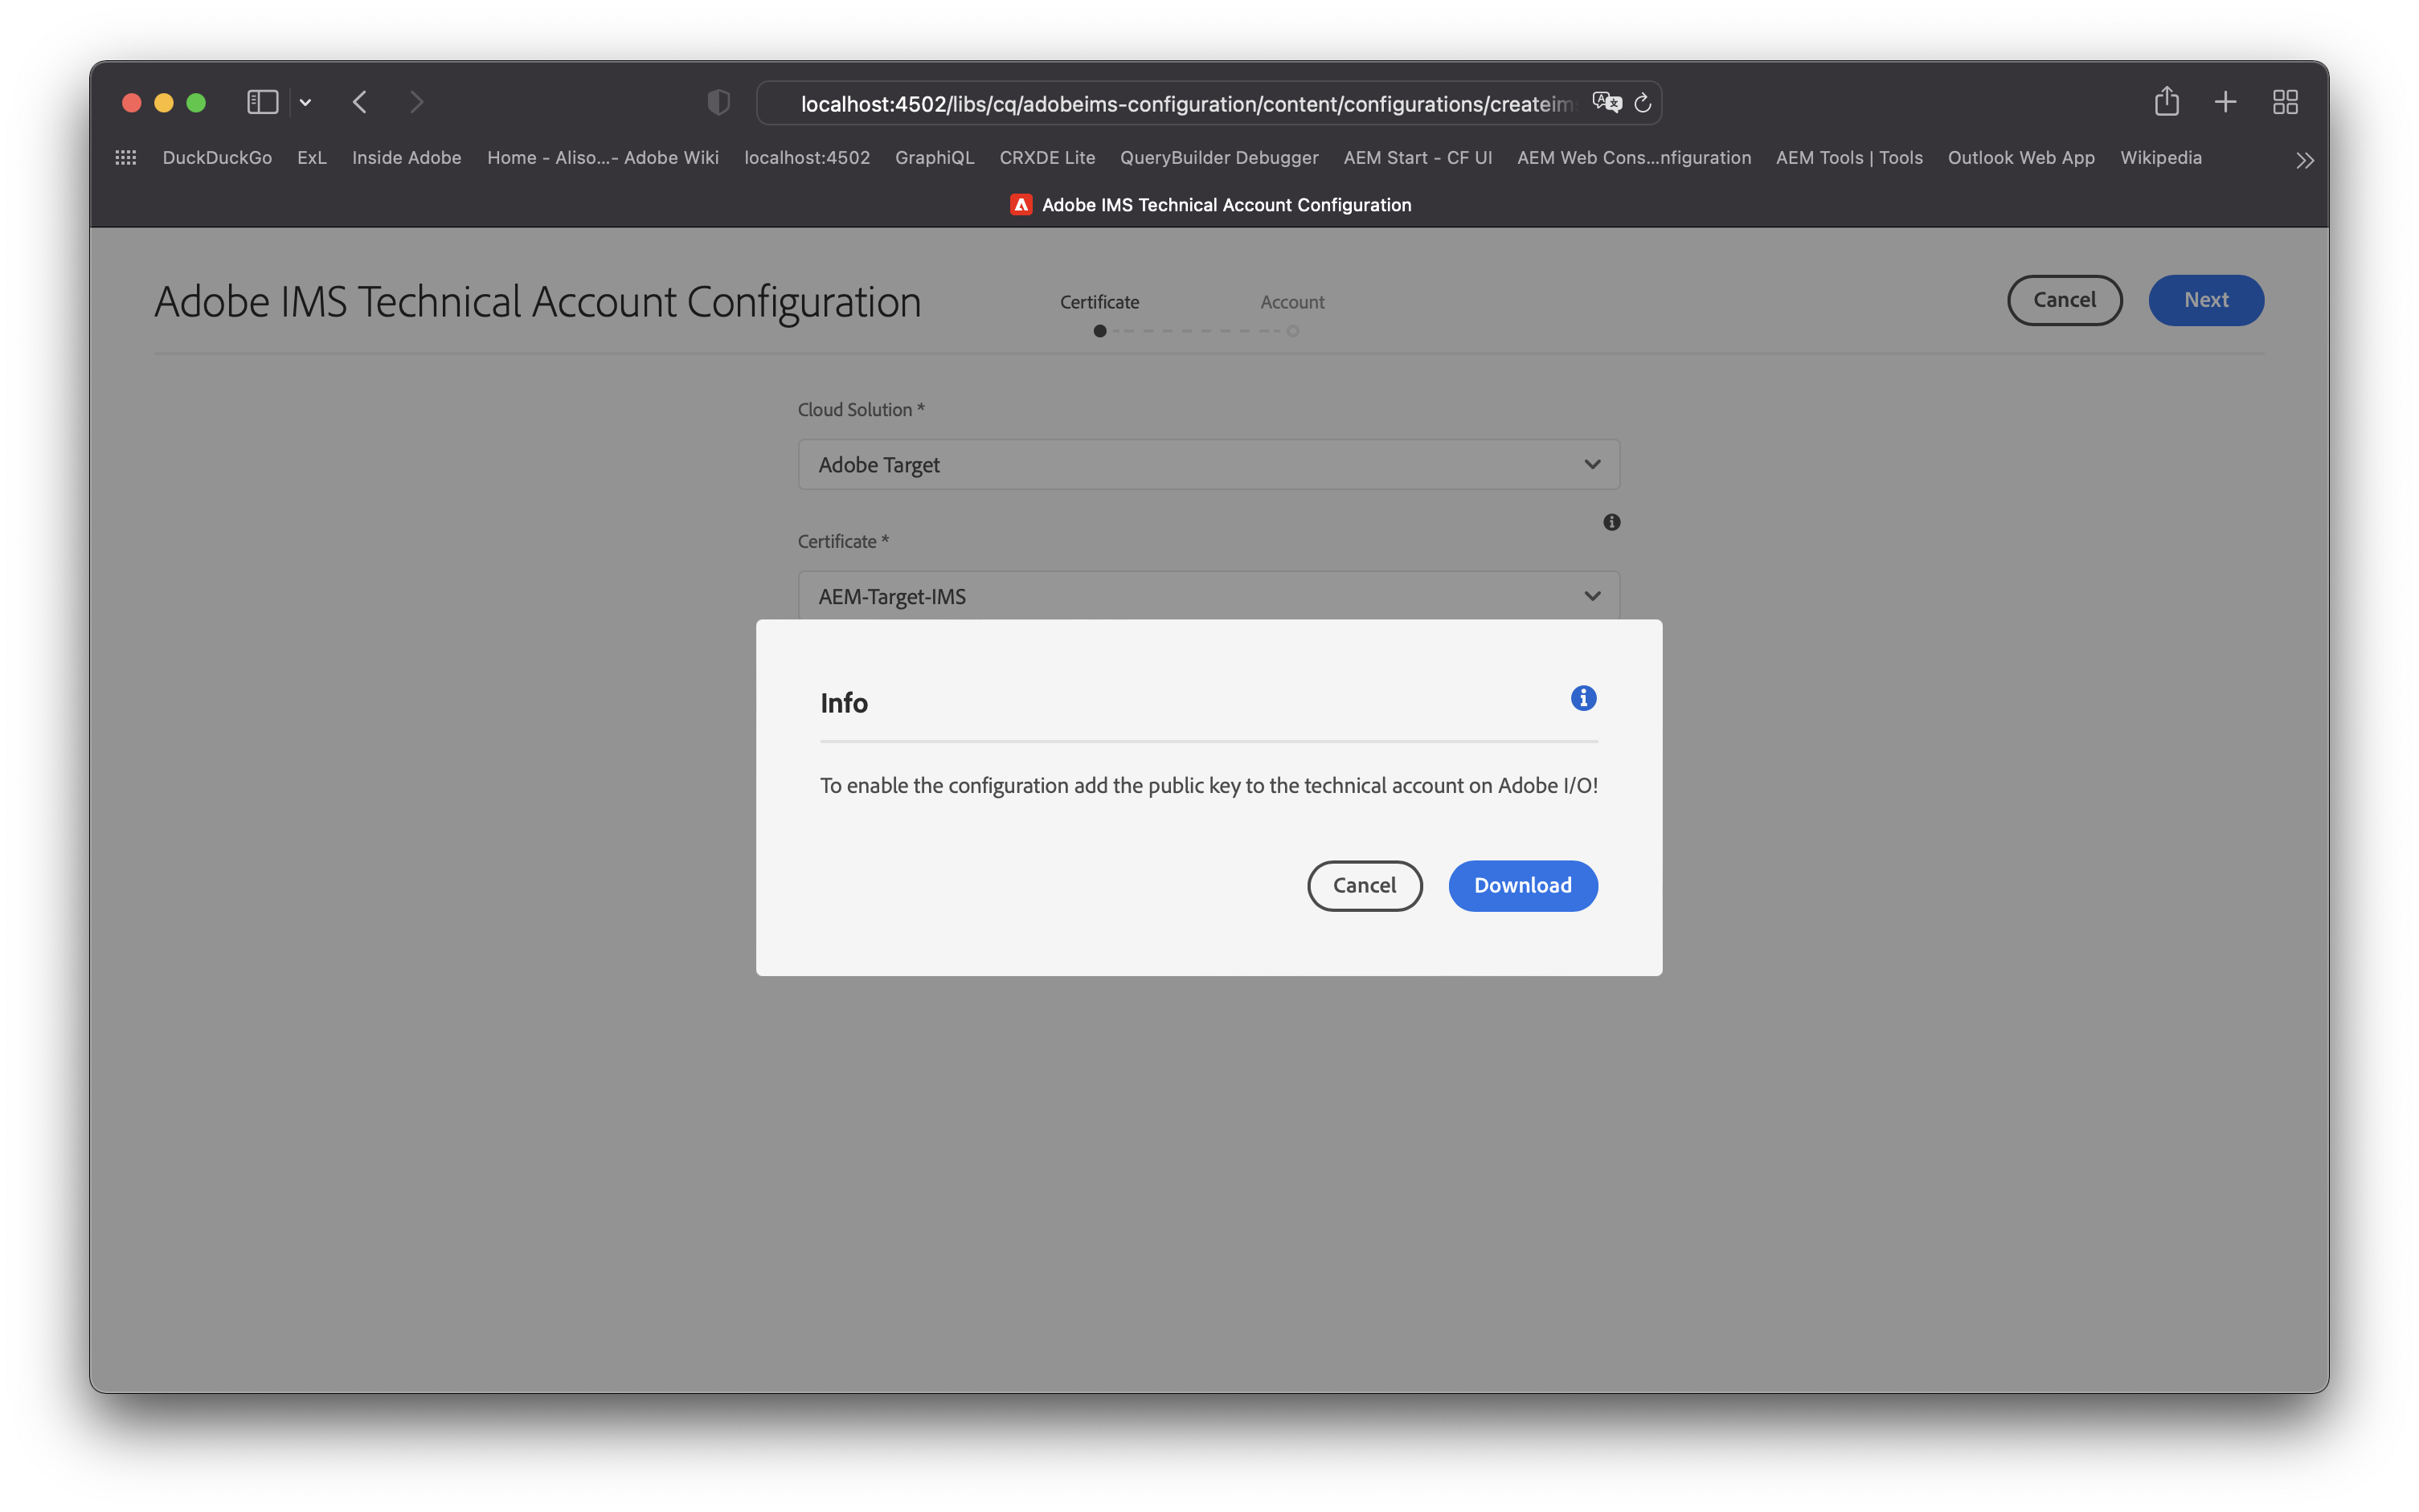 localhost:4502/libs/cq/adobeims-configuration/content/configurations/createim
DuckDuckGo ExL Inside Adobe Home - Aliso...- Adobe Wiki localhost:4502 GraphiQL CRXDE Lite QueryBuilder Debugger AEM Start - CF UI AEM Web Cons...nfiguration AEM Tools | Tools Outlook Web App Wikipedia
Adobe IMS Technical Account Configuration
Adobe IMS Technical Account Configuration Certificate Account Cancel Next
Cloud Solution *
Adobe Target
Certificate *
AEM-Target-IMS
Info
To enable the configuration add the public key to the technical account on Adobe I/O!
Cancel Download